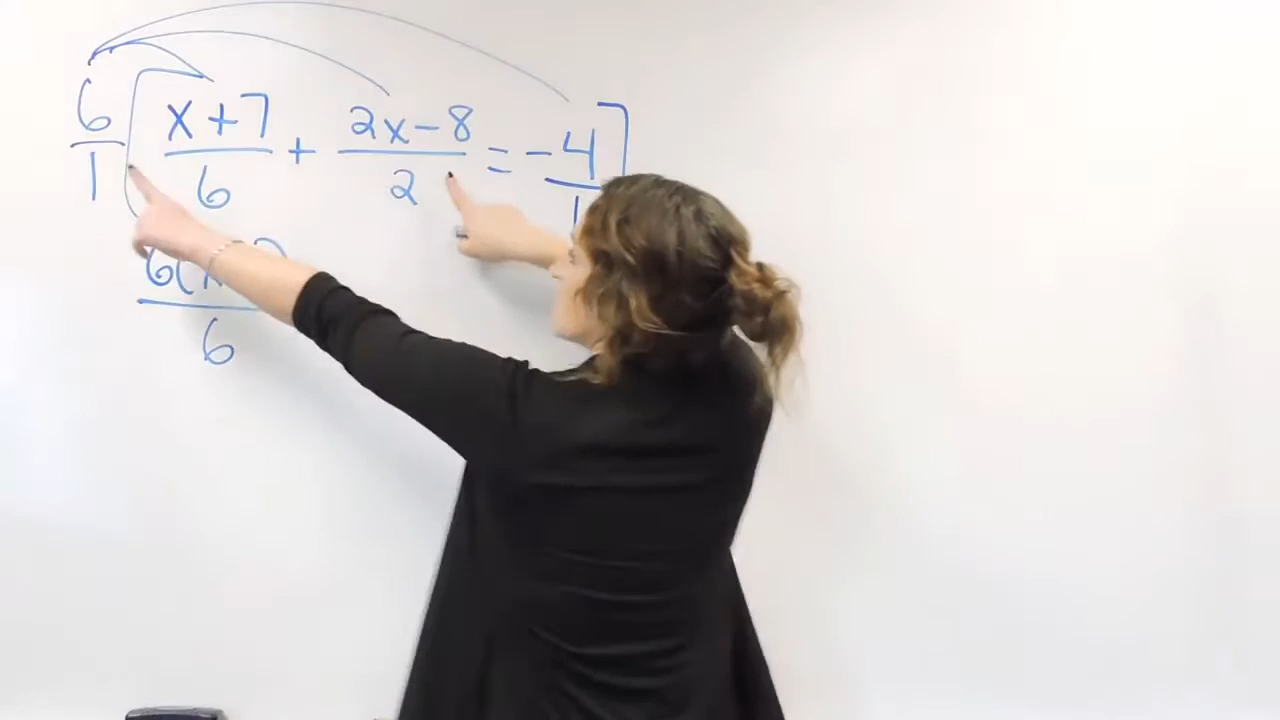 6/1 [ x+7/6 + 2x-8/2 = -4/1 ]
6(x
6